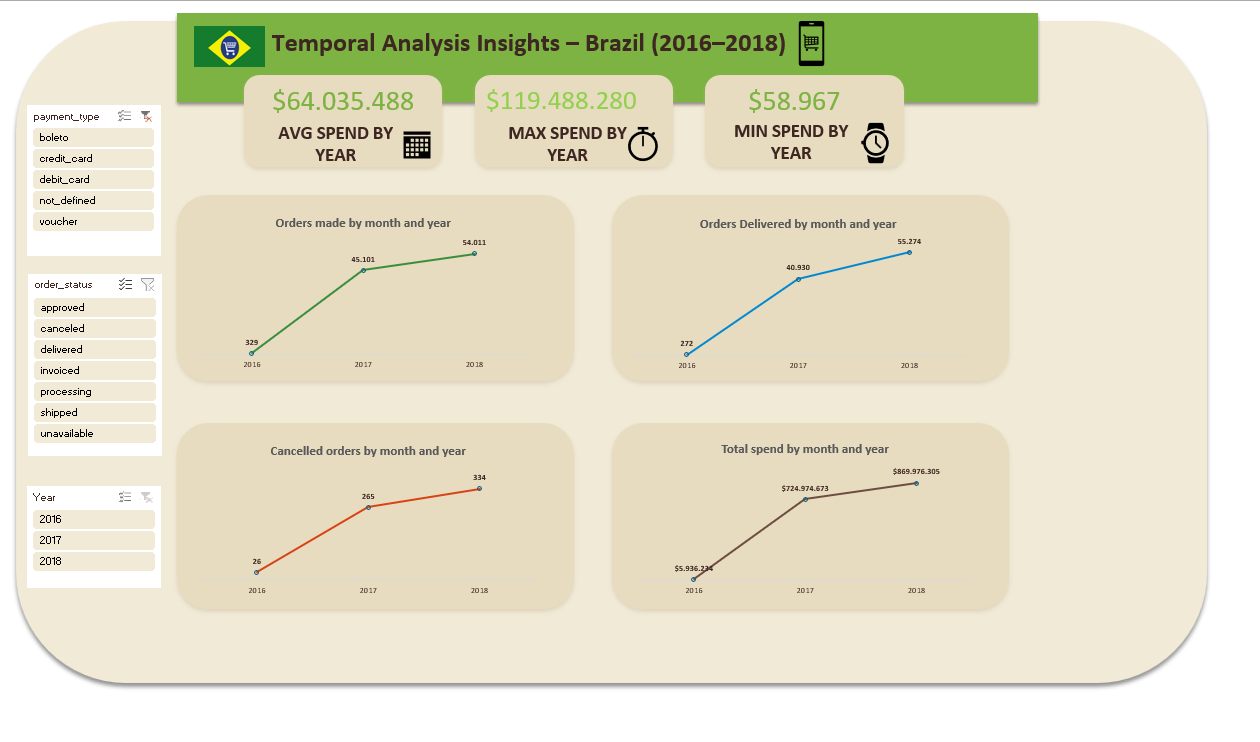 Temporal Analysis Insights – Brazil (2016–2018)
$64.035.488
AVG SPEND BY
YEAR
$119.488.280
MAX SPEND BY
YEAR
$58.967
MIN SPEND BY
YEAR
payment_type
boleto
credit_card
debit_card
not_defined
voucher
order_status
approved
canceled
delivered
invoiced
processing
shipped
unavailable
Year
2016
2017
2018
Orders made by month and year
329
45.101
54.011
2016
2017
2018
Orders Delivered by month and year
272
40.930
55.274
2016
2017
2018
Cancelled orders by month and year
26
265
334
2016
2017
2018
Total spend by month and year
$5.936.234
$724.974.673
$869.976.305
2016
2017
2018